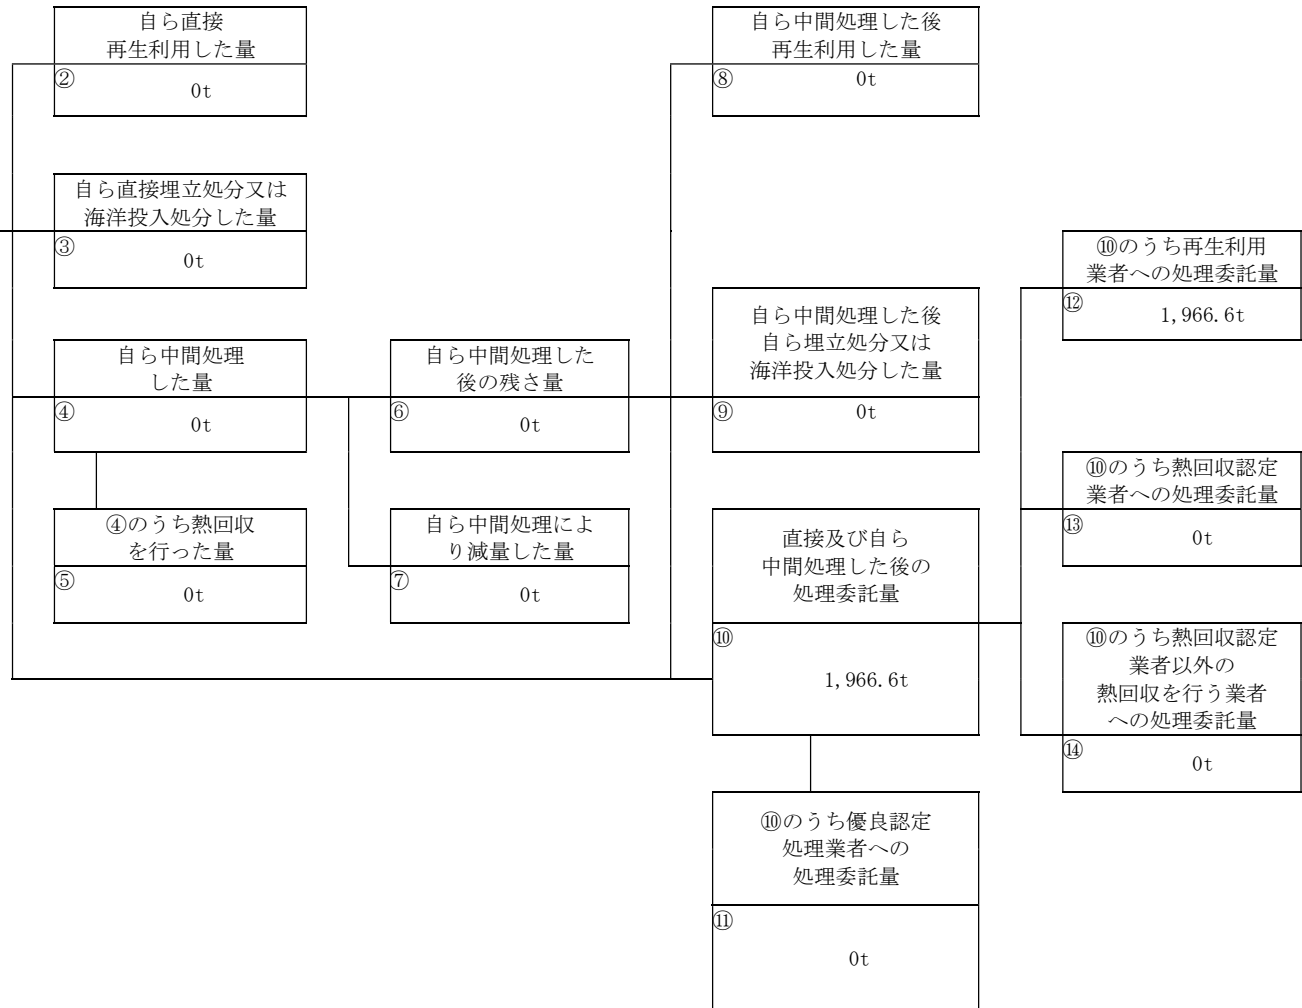 自ら直接
再生利用した量
②
0t
自ら直接埋立処分又は
海洋投入処分した量
③
0t
自ら中間処理
した量
④
0t
④のうち熱回収
を行った量
⑤
0t
自ら中間処理した
後の残さ量
⑥
0t
自ら中間処理によ
り減量した量
⑦
0t
自ら中間処理した後
再生利用した量
⑧
0t
自ら中間処理した後
自ら埋立処分又は
海洋投入処分した量
⑨
0t
直接及び自ら
中間処理した後の
処理委託量
⑩
1,966.6t
⑩のうち優良認定
処理業者への
処理委託量
⑪
0t
⑩のうち再生利用
業者への処理委託量
⑫
1,966.6t
⑩のうち熱回収認定
業者への処理委託量
⑬
0t
⑩のうち熱回収認定
業者以外の
熱回収を行う業者
への処理委託量
⑭
0t